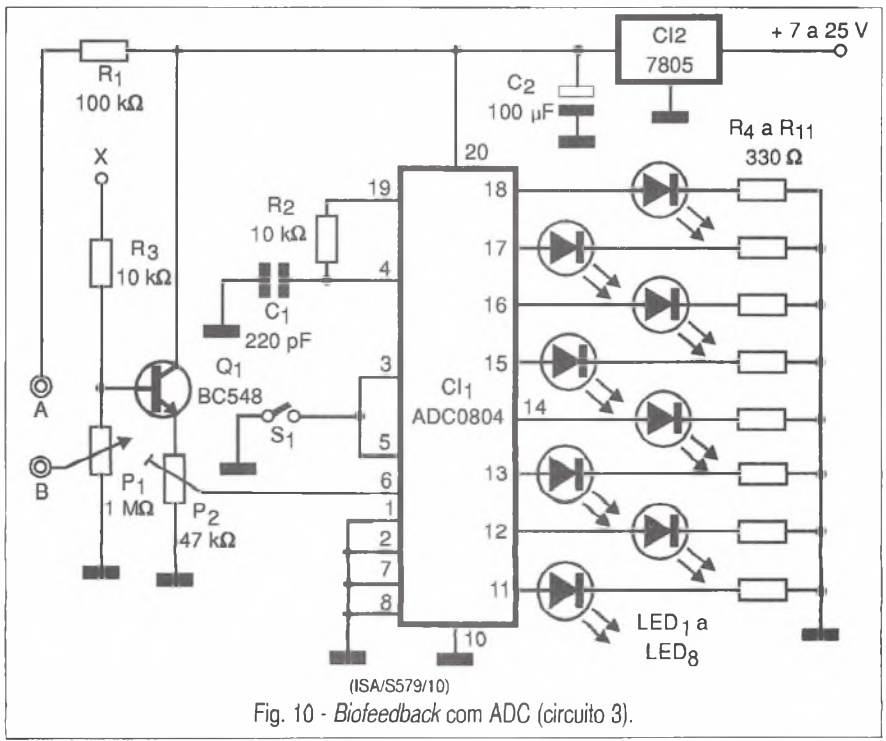 + 7 a 25 V
CI2
7805
R1
100 kΩ
C2
100 µF
R4 a R11
330 Ω
X
20
19
18
R2
10 kΩ
R3
10 kΩ
17
4
C1
220 pF
16
Q1
BC548
3
15
CI1
ADC0804
14
A
S1
5
B
6
13
P1
1 MΩ
P2
47 kΩ
1
2
12
7
8
11
10
LED1 a
LED8
(ISA/S579/10)
Fig. 10 - Biofeedback com ADC (circuito 3).